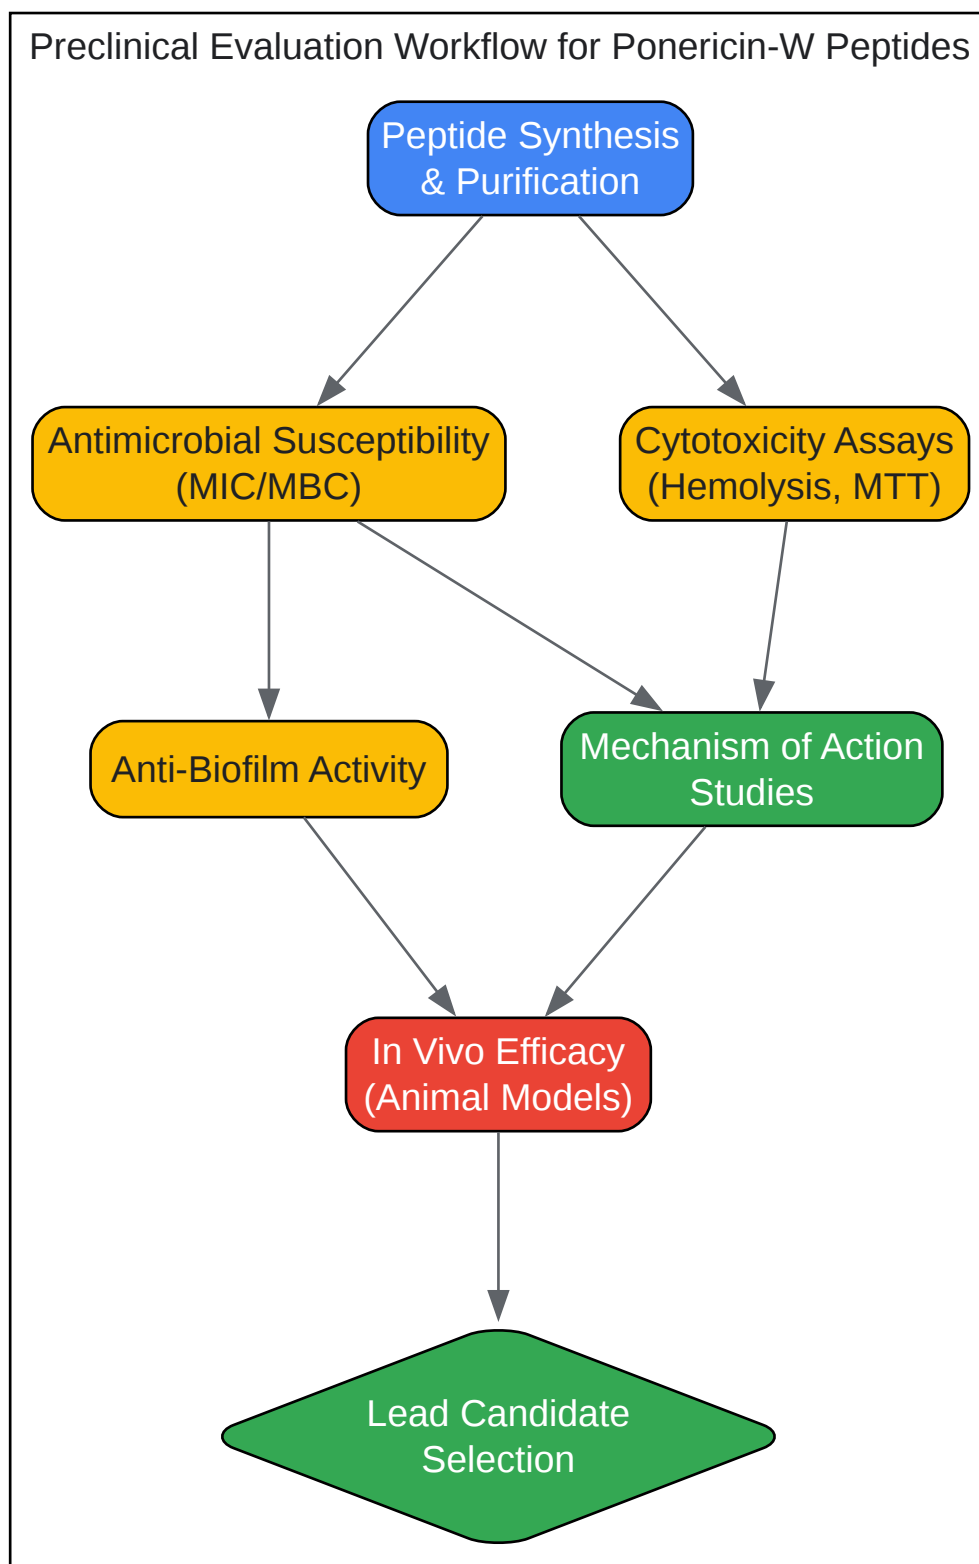 Preclinical Evaluation Workflow for Ponericin-W Peptides
Peptide Synthesis
& Purification
Antimicrobial Susceptibility
(MIC/MBC)
Cytotoxicity Assays
(Hemolysis, MTT)
Anti-Biofilm Activity
Mechanism of Action
Studies
In Vivo Efficacy
(Animal Models)
Lead Candidate
Selection